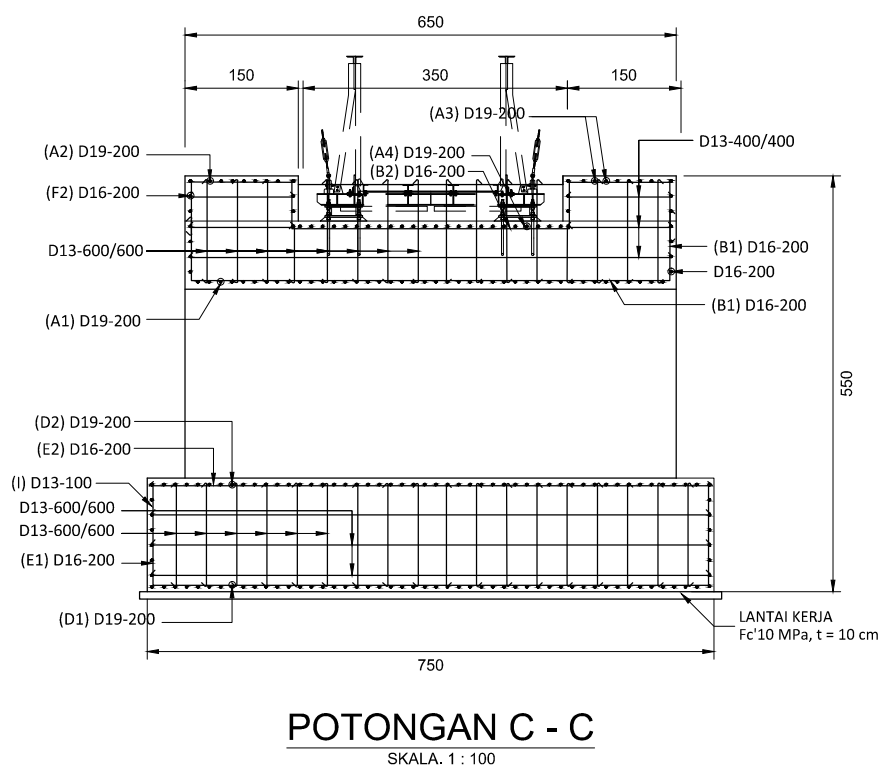 650
150
350
150
(A3) D19-200
D13-400/400
(A2) D19-200
(A4) D19-200
(B2) D16-200
(F2) D16-200
D13-600/600
(B1) D16-200
D16-200
(B1) D16-200
(A1) D19-200
550
(D2) D19-200
(E2) D16-200
(I) D13-100
D13-600/600
D13-600/600
(E1) D16-200
(D1) D19-200
LANTAI KERJA
Fc'10 MPa, t = 10 cm
750
POTONGAN C - C
SKALA. 1 : 100